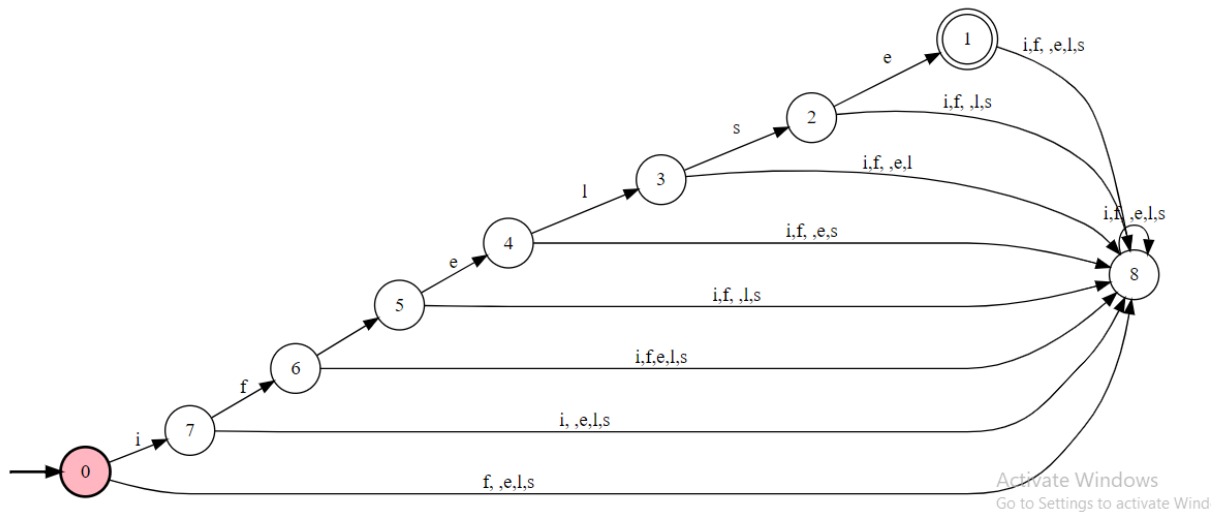 1
i,f, ,e,l,s
e
2
i,f, ,l,s
s
3
i,f, ,e,l
l
i,f, ,e,l,s
4
i,f, ,e,s
e
8
5
i,f, ,l,s
6
i,f,e,l,s
f
7
i, ,e,l,s
i
0
f, ,e,l,s
Activate Windows
Go to Settings to activate Wind